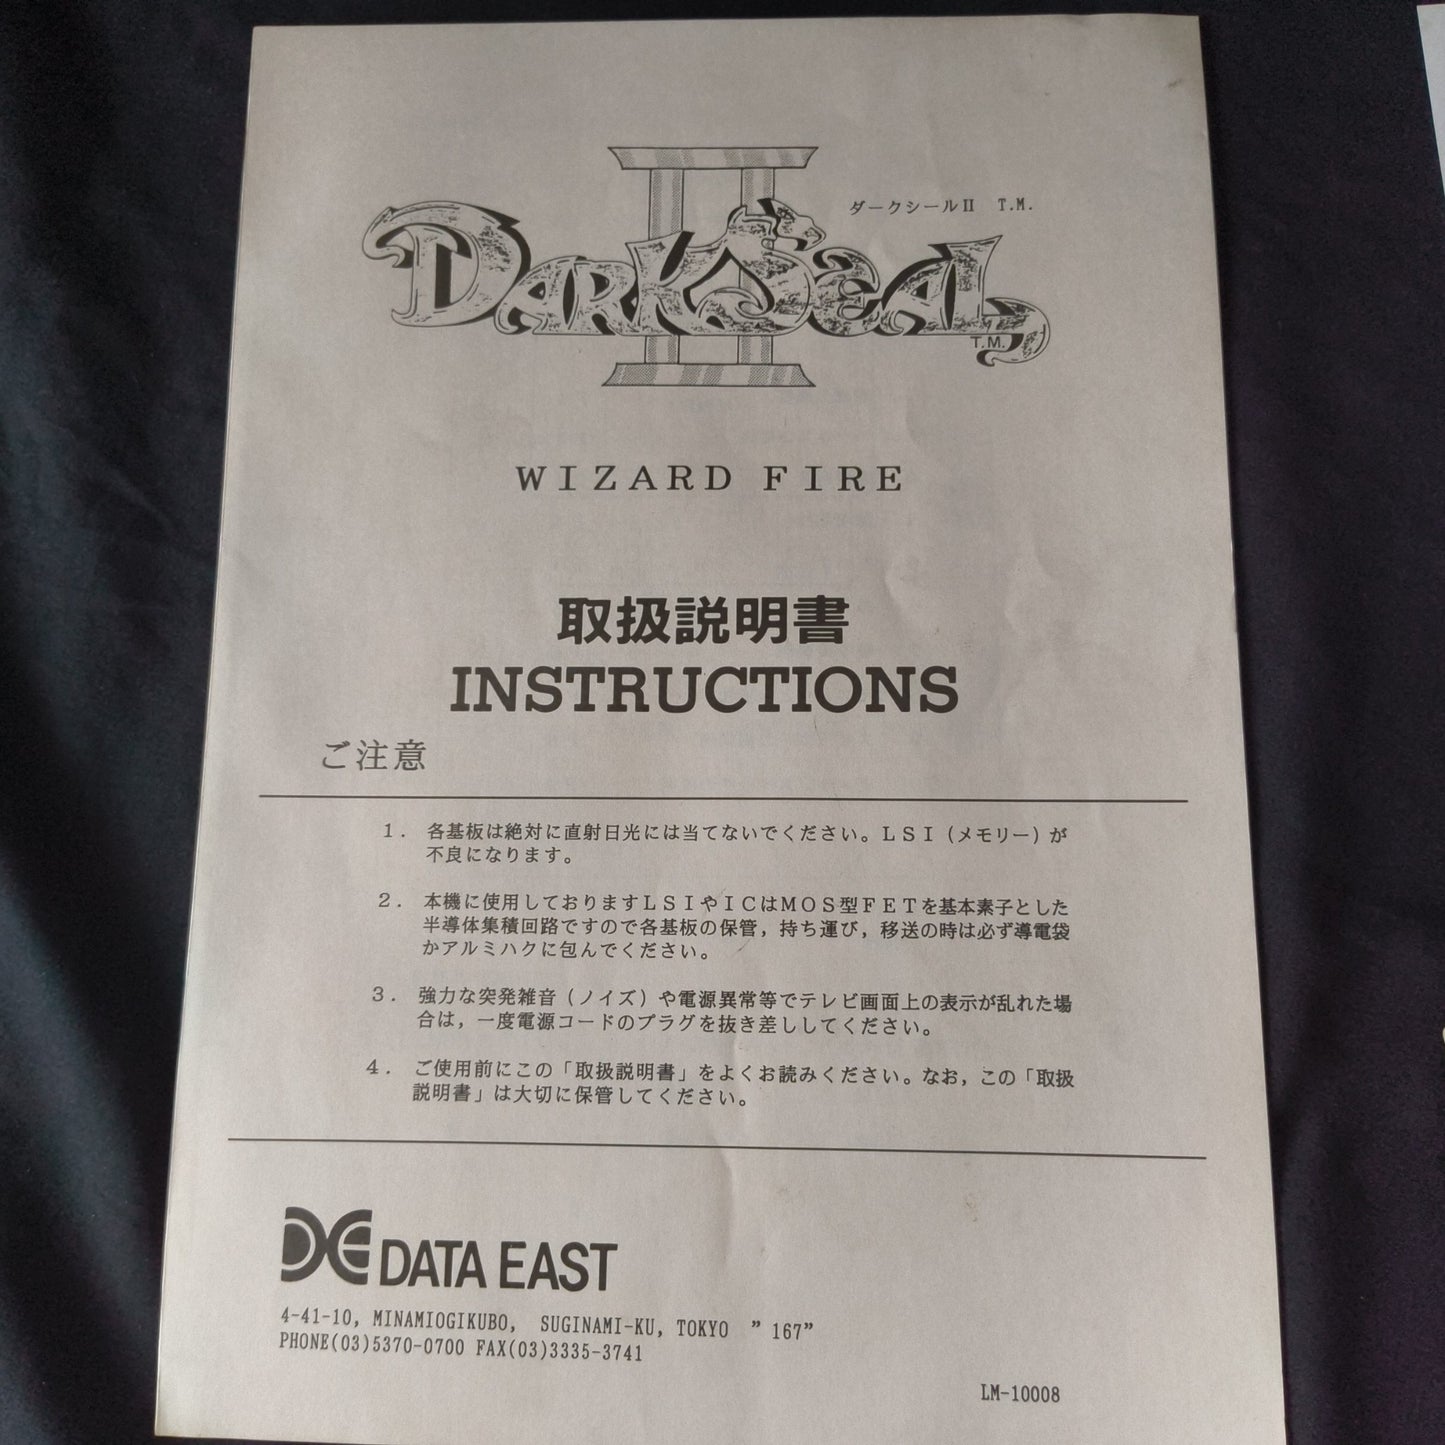 ダークシールII T.M.
DARKSEAL
II
T.M.
WIZARD FIRE
取扱説明書
INSTRUCTIONS
ご注意
1. 各基板は絶対に直射日光には当てないでください。LSI（メモリー）が
不良になります。
2. 本機に使用しておりますLSIやICはMOS型FETを基本素子とした
半導体集積回路ですので各基板の保管，持ち運び，移送の時は必ず導電袋
かアルミハクに包んでください。
3. 強力な突発雑音（ノイズ）や電源異常等でテレビ画面上の表示が乱れた場
合は，一度電源コードのプラグを抜き差ししてください。
4. ご使用前にこの「取扱説明書」をよくお読みください。なお，この「取扱
説明書」は大切に保管してください。
DE DATA EAST
4-41-10, MINAMIOGIKUBO, SUGINAMI-KU, TOKYO ”167”
PHONE(03)5370-0700 FAX(03)3335-3741
LM-10008